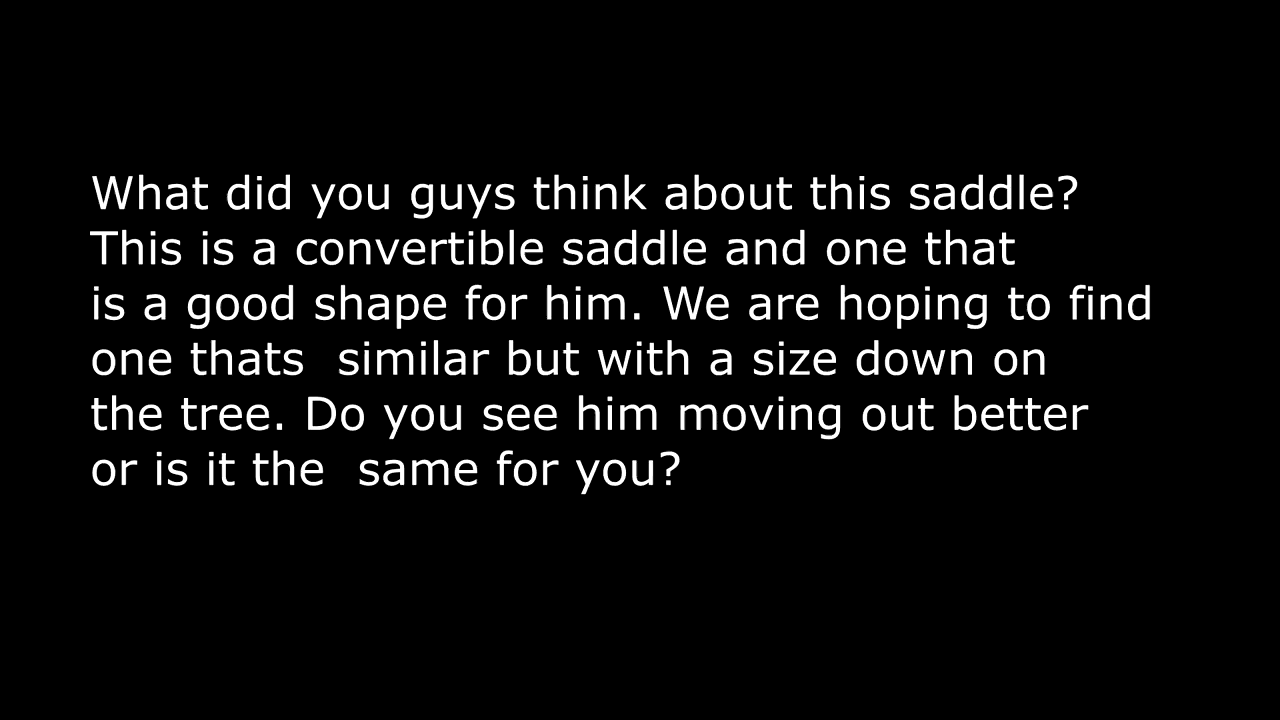 What did you guys think about this saddle?
This is a convertible saddle and one that
is a good shape for him. We are hoping to find
one thats  similar but with a size down on
the tree. Do you see him moving out better
or is it the  same for you?